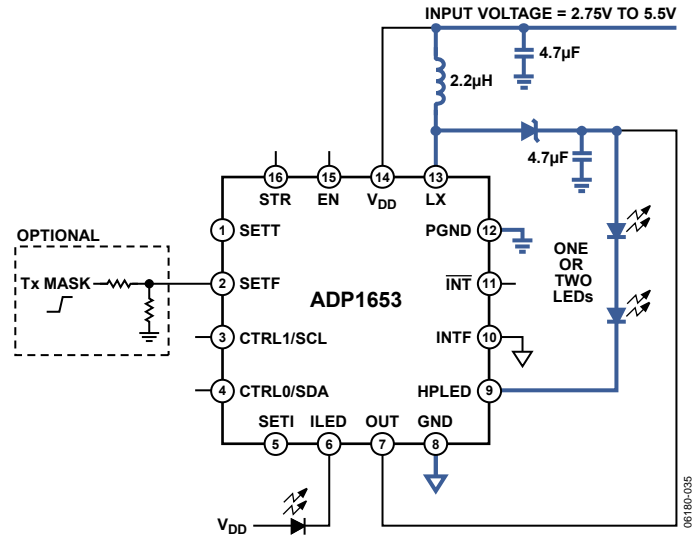 INPUT VOLTAGE = 2.75V TO 5.5V
4.7µF
2.2µH
4.7µF
16
15
14
13
STR
EN
VDD
LX
1
SETT
PGND
12
OPTIONAL
Tx MASK
2
SETF
ADP1653
INT
11
ONE
OR
TWO
LEDs
3
CTRL1/SCL
INTF
10
4
CTRL0/SDA
HPLED
9
SETI
ILED
OUT
GND
5
6
7
8
VDD
06180-035